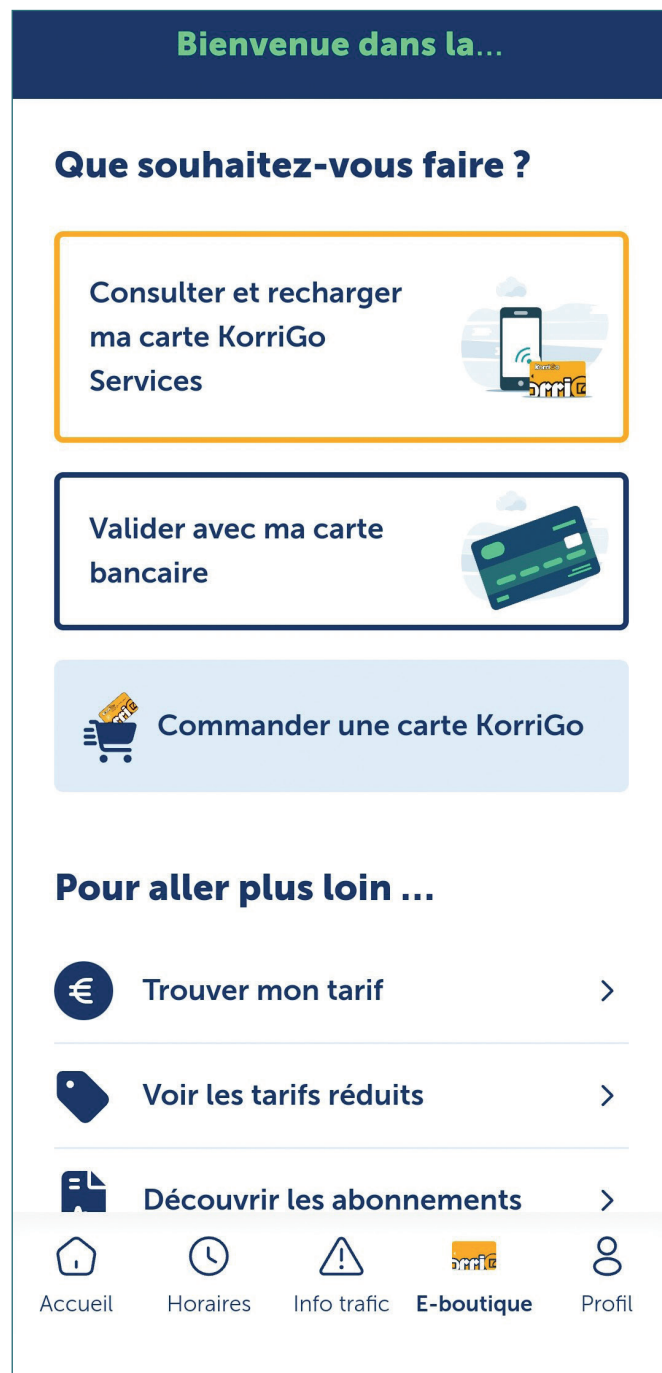 Bienvenue dans la...
Que souhaitez-vous faire ?
Consulter et recharger
ma carte KorriGo
Services
Valider avec ma carte
bancaire
Commander une carte KorriGo
Pour aller plus loin ...
Trouver mon tarif
Voir les tarifs réduits
Découvrir les abonnements
Accueil
Horaires
Info trafic
E-boutique
Profil